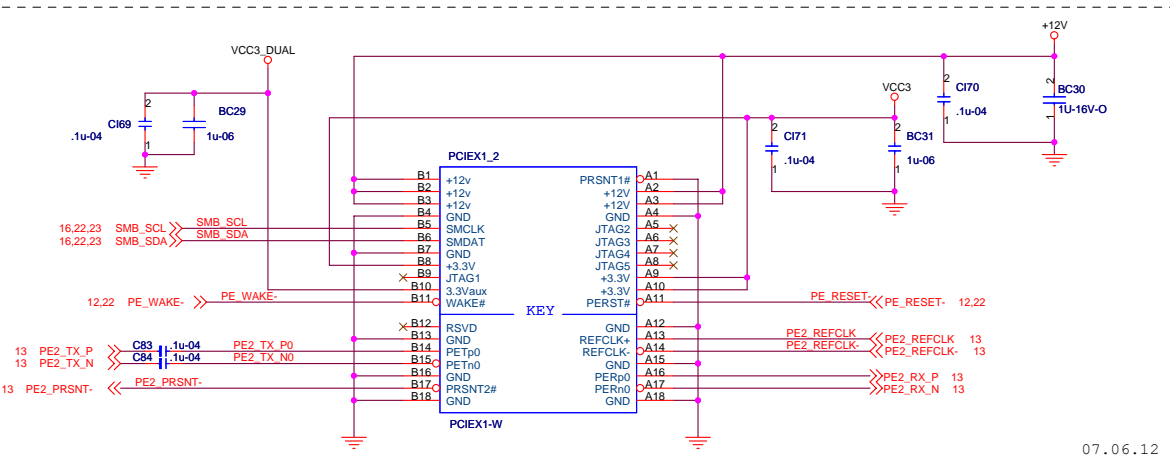 +12V
VCC3_DUAL
2
CI69
.1u-04
1
BC29
1u-06
VCC3
2
CI70
.1u-04
1
2
BC30
1U-16V-O
1
2
CI71
.1u-04
1
2
BC31
1u-06
1
PCIEX1_2
B1 +12v PRSNT1# A1
B2 +12v +12V A2
B3 +12v +12V A3
B4 GND GND A4
16,22,23 SMB_SCL SMB_SCL B5 SMCLK JTAG2 A5
16,22,23 SMB_SDA SMB_SDA B6 SMDAT JTAG3 A6
B7 GND JTAG4 A7
B8 +3.3V JTAG5 A8
B9 JTAG1 +3.3V A9
B10 3.3Vaux +3.3V A10
12,22 PE_WAKE- PE_WAKE- B11 WAKE# PERST# A11 PE_RESET- PE_RESET- 12,22
KEY
B12 RSVD GND A12
B13 GND REFCLK+ A13 PE2_REFCLK PE2_REFCLK 13
13 PE2_TX_P C83 .1u-04 PE2_TX_P0 B14 PETp0 REFCLK- A14 PE2_REFCLK- PE2_REFCLK- 13
13 PE2_TX_N C84 .1u-04 PE2_TX_N0 B15 PETn0 GND A15
B16 GND PERp0 A16 PE2_RX_P 13
13 PE2_PRSNT- PE2_PRSNT- B17 PRSNT2# PERn0 A17 PE2_RX_N 13
B18 GND GND A18
PCIEX1-W
07.06.12